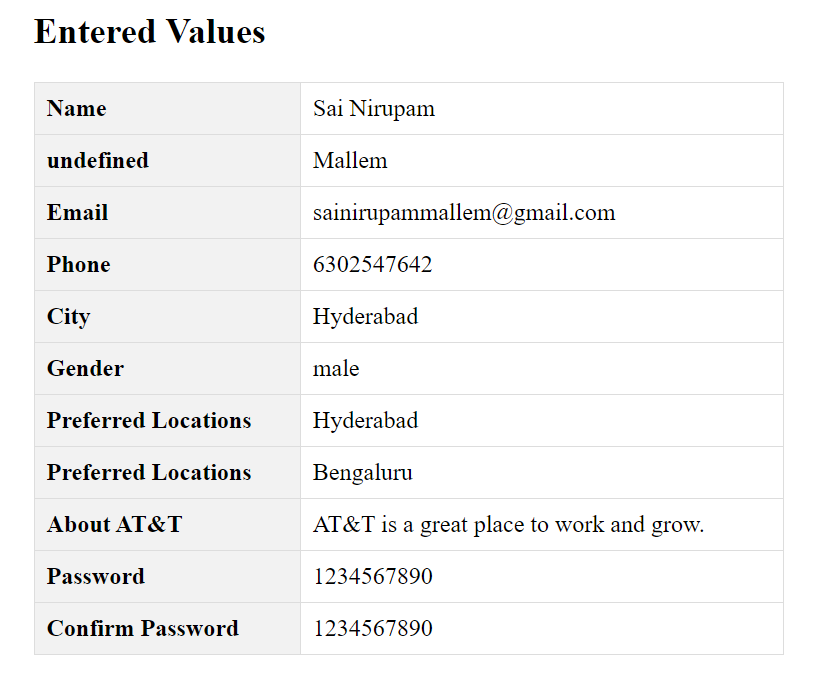 Entered Values
Name Sai Nirupam
undefined Mallem
Email sainirupammallem@gmail.com
Phone 6302547642
City Hyderabad
Gender male
Preferred Locations Hyderabad
Preferred Locations Bengaluru
About AT&T AT&T is a great place to work and grow.
Password 1234567890
Confirm Password 1234567890